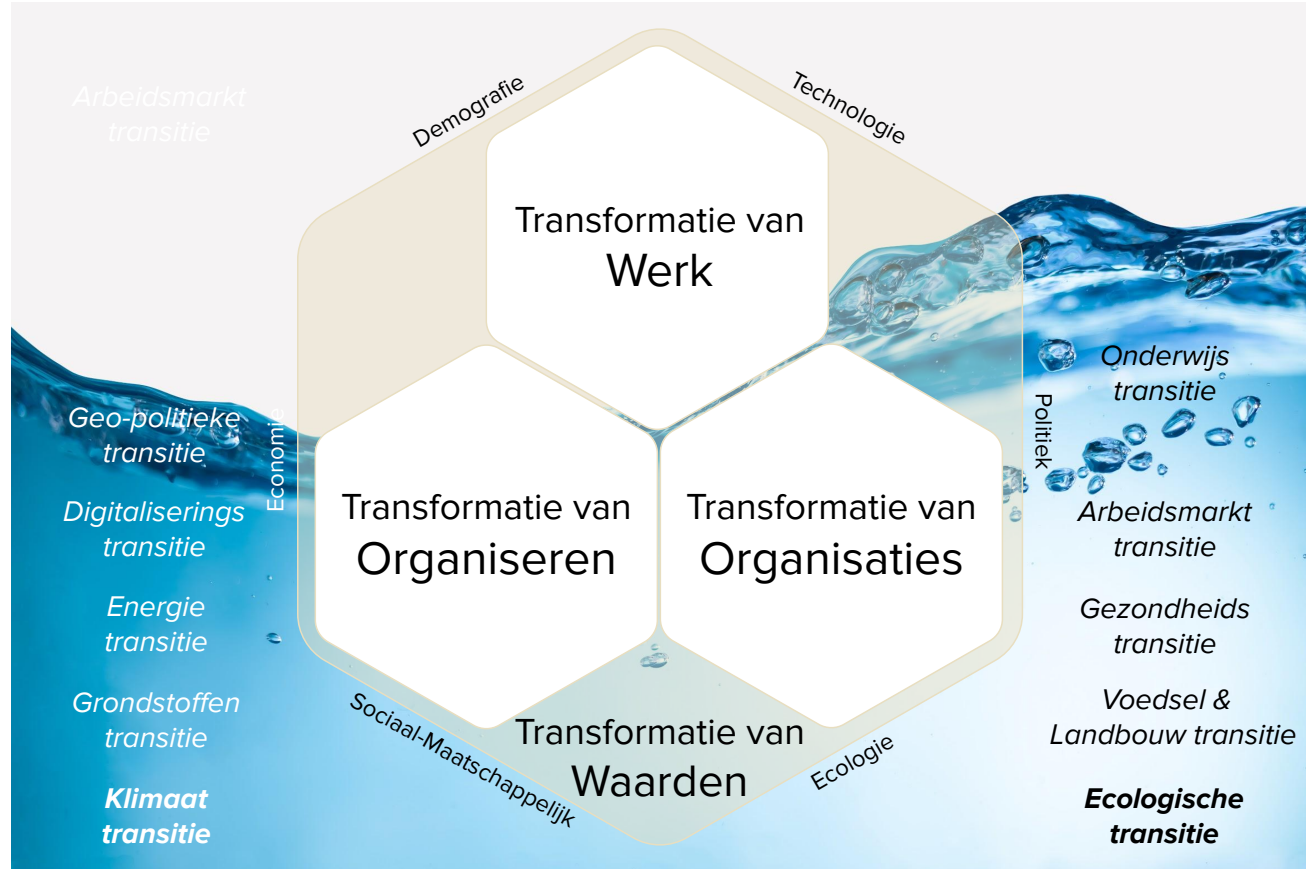 Arbeidsmarkt
transitie
Demografie
Technologie
Transformatie van
Werk
Geo-politieke
transitie
Economie
Onderwijs
transitie
Politiek
Digitaliserings
transitie
Transformatie van
Organiseren
Transformatie van
Organisaties
Arbeidsmarkt
transitie
Energie
transitie
Gezondheids
transitie
Grondstoffen
transitie
Sociaal-Maatschappelijk
Transformatie van
Waarden
Ecologie
Voedsel &
Landbouw transitie
Klimaat
transitie
Ecologische
transitie